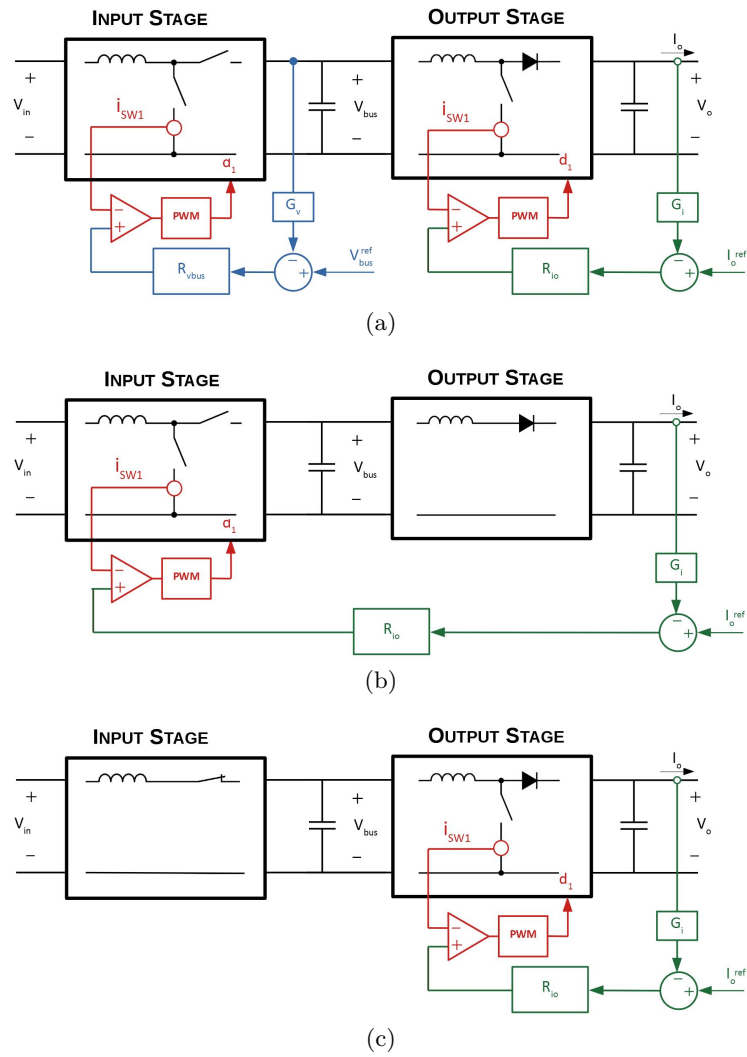 INPUT STAGE
OUTPUT STAGE
I_o
+
V_in
−
i_SW1
d_1
+
V_bus
−
i_SW1
d_1
+
V_o
−
−
+
PWM
G_v
−
+
PWM
G_i
R_vbus
−
+
V_bus^ref
R_io
−
+
I_o^ref
(a)
INPUT STAGE
OUTPUT STAGE
I_o
+
V_in
−
i_SW1
d_1
+
V_bus
−
+
V_o
−
−
+
PWM
G_i
R_io
−
+
I_o^ref
(b)
INPUT STAGE
OUTPUT STAGE
I_o
+
V_in
−
+
V_bus
−
i_SW1
d_1
+
V_o
−
−
+
PWM
G_i
R_io
−
+
I_o^ref
(c)